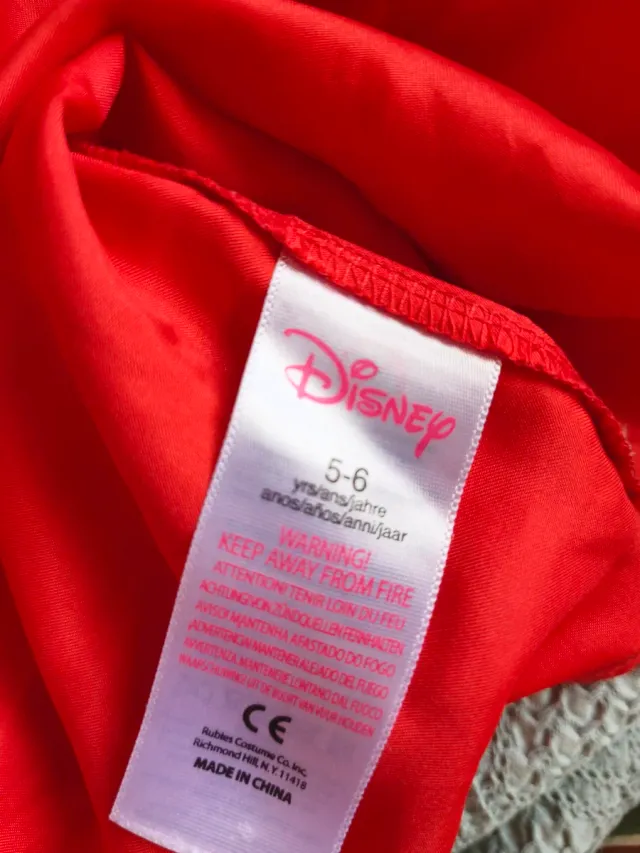 Disney
5-6
yrs/ans/jahre
anos/años/anni/jaar
WARNING!
KEEP AWAY FROM FIRE
ATTENTION! TENIR LOIN DU FEU
ACHTUNG! VON ZÜNDQUELLEN FERNHALTEN
AVISO! MANTENHA AFASTADO DO FOGO
¡ADVERTENCIA! MANTENER ALEJADO DEL FUEGO
AVVERTENZA. MANTENERE LONTANO DAL FUOCO
WAARSCHUWING! UIT DE BUURT VAN VUUR HOUDEN
CE
Rubies Costume Co. Inc.
Richmond Hill, N.Y. 11418
MADE IN CHINA